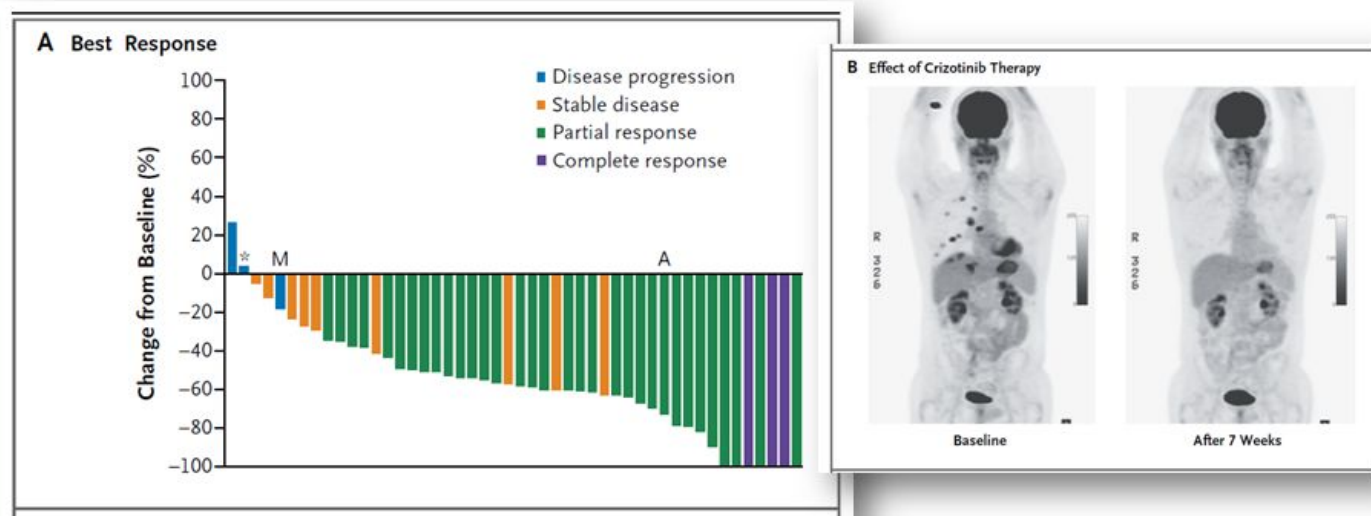 A Best Response
Disease progression
Stable disease
Partial response
Complete response
Change from Baseline (%)
100
80
60
40
20
0
−20
−40
−60
−80
−100
*
M
A
B Effect of Crizotinib Therapy
Baseline
After 7 Weeks